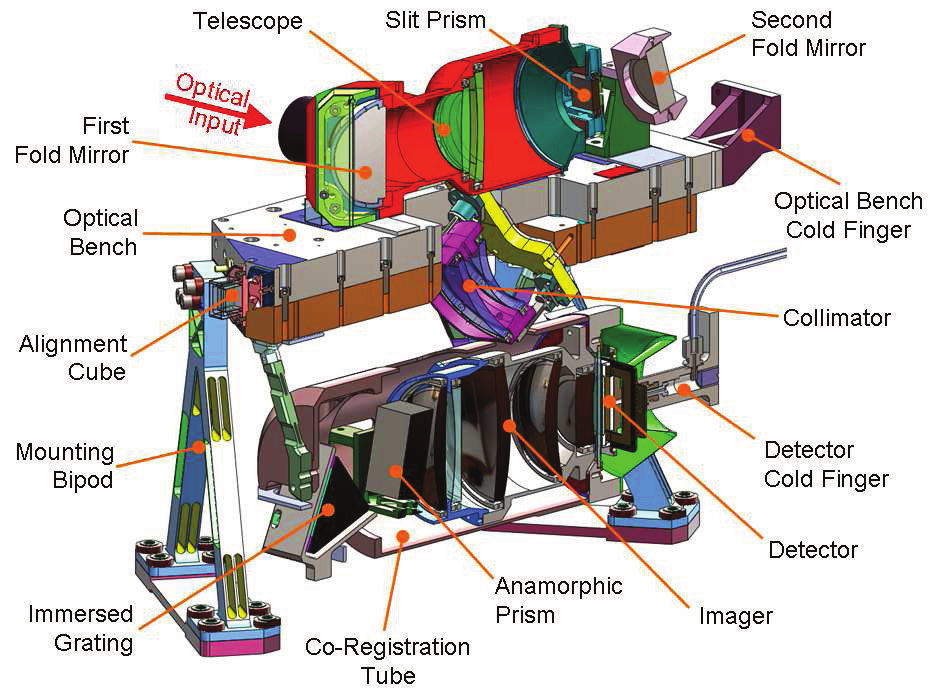 Telescope
Slit Prism
Second
Fold Mirror
Optical
Input
First
Fold Mirror
Optical
Bench
Optical Bench
Cold Finger
Collimator
Alignment
Cube
Mounting
Bipod
Detector
Cold Finger
Detector
Immersed
Grating
Anamorphic
Prism
Imager
Co-Registration
Tube